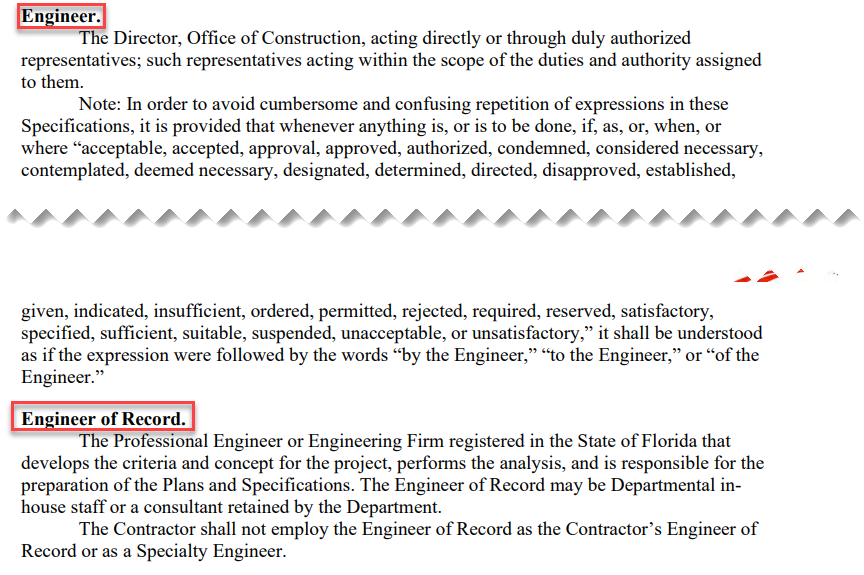 Engineer.
The Director, Office of Construction, acting directly or through duly authorized
representatives; such representatives acting within the scope of the duties and authority assigned
to them.
Note: In order to avoid cumbersome and confusing repetition of expressions in these
Specifications, it is provided that whenever anything is, or is to be done, if, as, or, when, or
where “acceptable, accepted, approval, approved, authorized, condemned, considered necessary,
contemplated, deemed necessary, designated, determined, directed, disapproved, established,
given, indicated, insufficient, ordered, permitted, rejected, required, reserved, satisfactory,
specified, sufficient, suitable, suspended, unacceptable, or unsatisfactory,” it shall be understood
as if the expression were followed by the words “by the Engineer,” “to the Engineer,” or “of the
Engineer.”
Engineer of Record.
The Professional Engineer or Engineering Firm registered in the State of Florida that
develops the criteria and concept for the project, performs the analysis, and is responsible for the
preparation of the Plans and Specifications. The Engineer of Record may be Departmental in-
house staff or a consultant retained by the Department.
The Contractor shall not employ the Engineer of Record as the Contractor’s Engineer of
Record or as a Specialty Engineer.